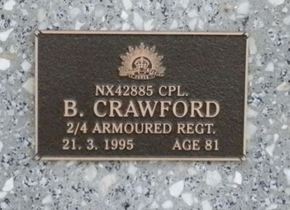 NX42885 CPL.
B. CRAWFORD
2/4 ARMOURED REGT.
21. 3. 1995 AGE 81